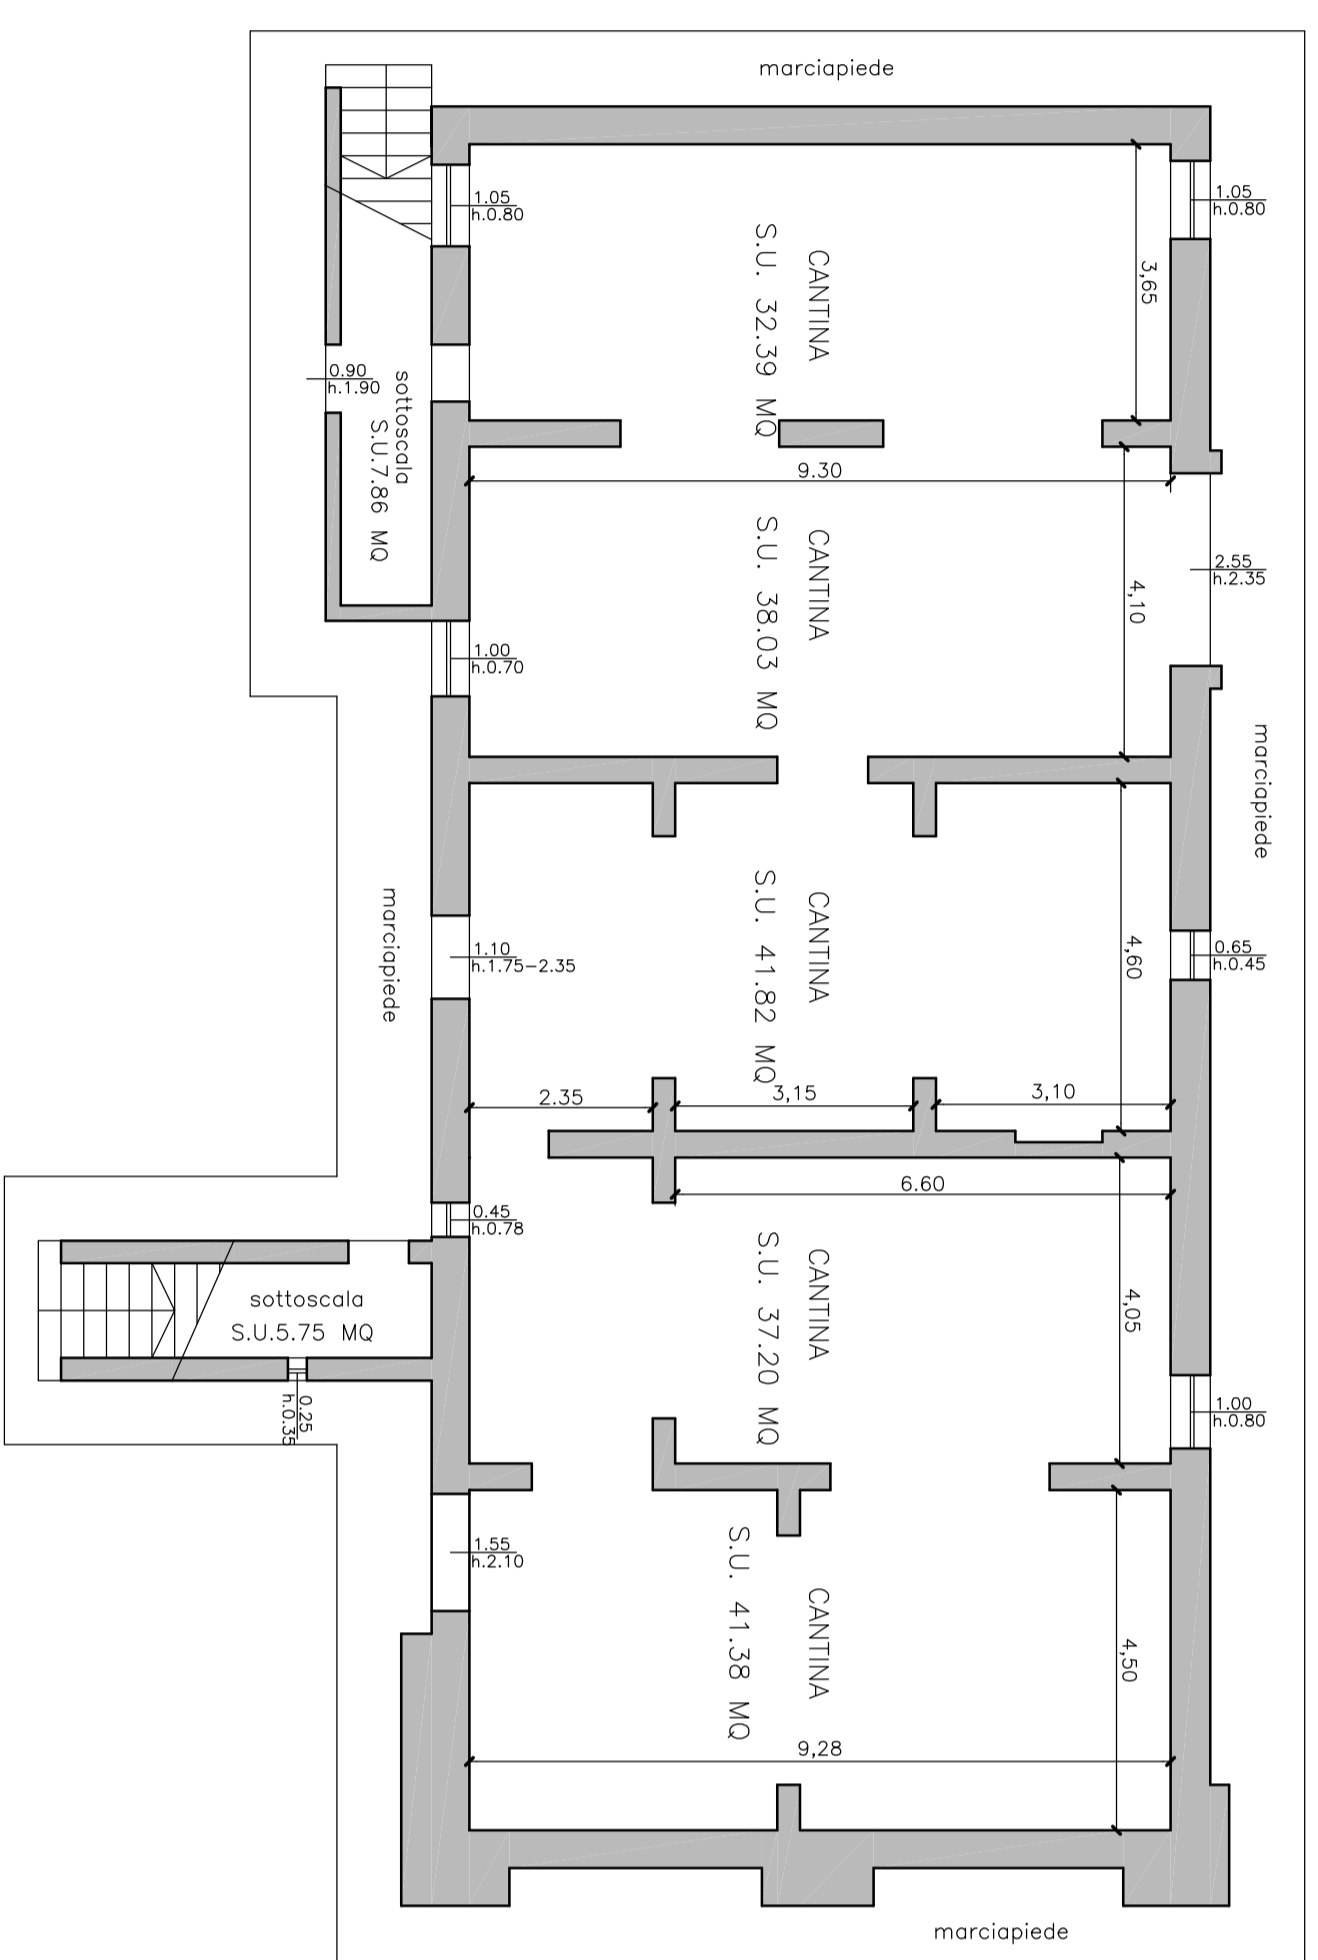 marciapiede
1.05
h.0.80
1.05
h.0.80
3,65
CANTINA
S.U. 32.39 MQ
0.90
h.1.90
sottoscala
S.U.7.86 MQ
9.30
2.55
h.2.35
4,10
CANTINA
S.U. 38.03 MQ
1.00
h.0.70
marciapiede
marciapiede
CANTINA
S.U. 41.82 MQ
4,60
0.65
h.0.45
1.10
h.1.75-2.35
2.35
3,15
3,10
6.60
0.45
h.0.78
sottoscala
S.U.5.75 MQ
0.25
h.0.35
CANTINA
S.U. 37.20 MQ
4,05
1.00
h.0.80
1.55
h.2.10
CANTINA
S.U. 41.38 MQ
4,50
9,28
marciapiede